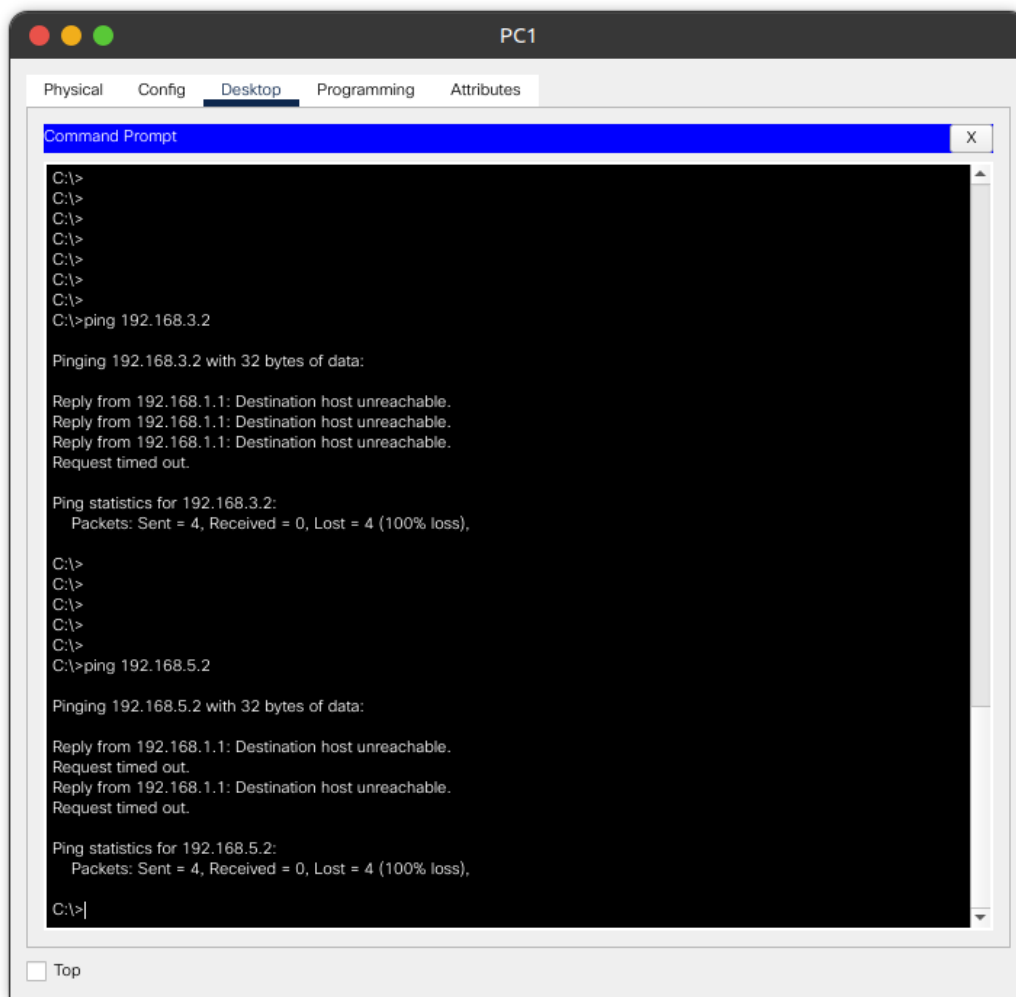 PC1
Physical Config Desktop Programming Attributes
Command Prompt X
C:\>
C:\>
C:\>
C:\>
C:\>
C:\>
C:\>
C:\>ping 192.168.3.2
Pinging 192.168.3.2 with 32 bytes of data:
Reply from 192.168.1.1: Destination host unreachable.
Reply from 192.168.1.1: Destination host unreachable.
Reply from 192.168.1.1: Destination host unreachable.
Request timed out.
Ping statistics for 192.168.3.2:
Packets: Sent = 4, Received = 0, Lost = 4 (100% loss),
C:\>
C:\>
C:\>
C:\>
C:\>
C:\>ping 192.168.5.2
Pinging 192.168.5.2 with 32 bytes of data:
Reply from 192.168.1.1: Destination host unreachable.
Request timed out.
Reply from 192.168.1.1: Destination host unreachable.
Request timed out.
Ping statistics for 192.168.5.2:
Packets: Sent = 4, Received = 0, Lost = 4 (100% loss),
C:\>
Top